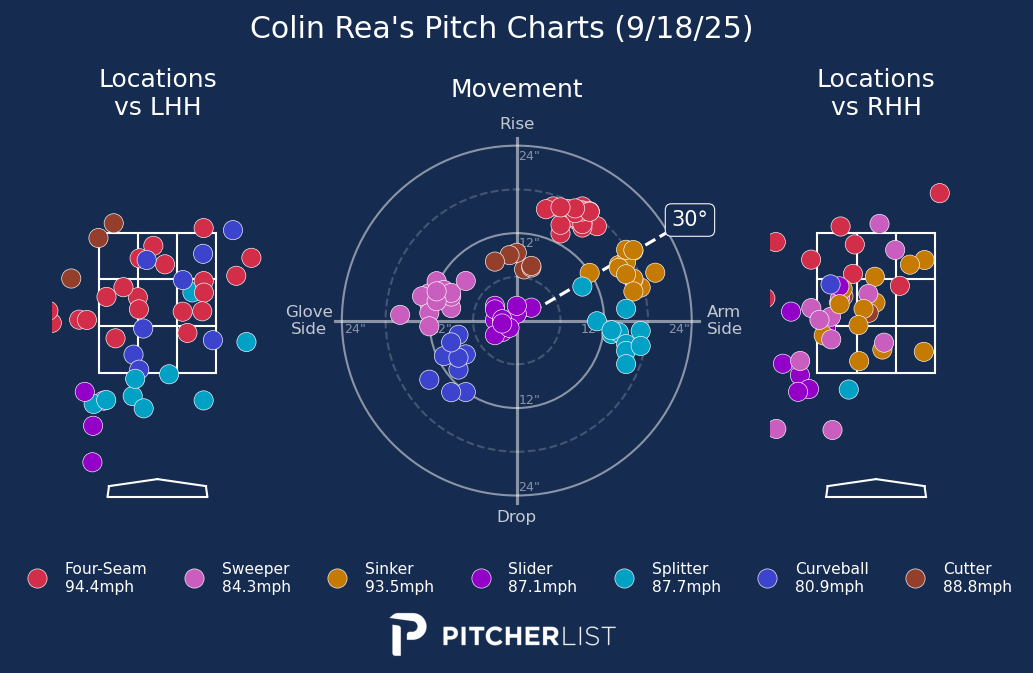 Colin Rea's Pitch Charts (9/18/25)
Locations
vs LHH
Movement
Locations
vs RHH
Rise
24"
30°
12"
Glove
Side
24"
12"
24"
Arm
Side
12"
24"
Drop
Four-Seam
94.4mph
Sweeper
84.3mph
Sinker
93.5mph
Slider
87.1mph
Splitter
87.7mph
Curveball
80.9mph
Cutter
88.8mph
PITCHERLIST